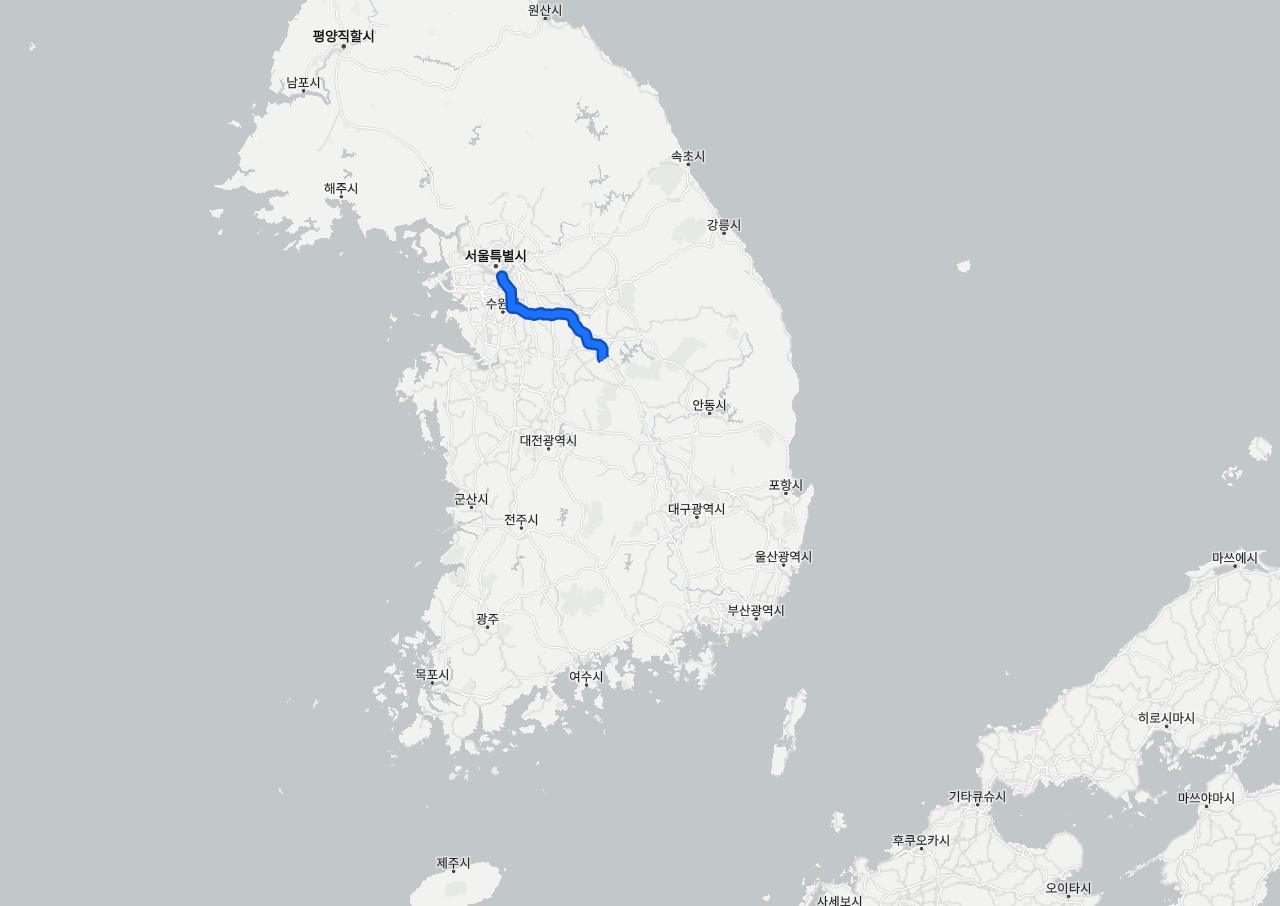 원산시
평양직할시
남포시
속초시
해주시
강릉시
서울특별시
안동시
대전광역시
포항시
군산시
대구광역시
전주시
울산광역시
마쓰에시
부산광역시
광주
목포시
여수시
히로시마시
기타큐슈시
마쓰야마시
후쿠오카시
제주시
오이타시
사세보시